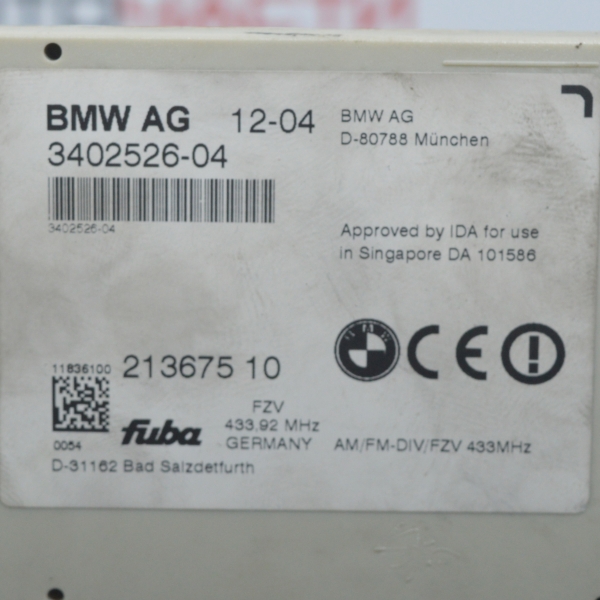 BMW AG 12-04
3402526-04
3402526-04
BMW AG
D-80788 München
Approved by IDA for use
in Singapore DA 101586
11836100
213675 10
0054
fuba
FZV
433,92 MHz
GERMANY
AM/FM-DIV/FZV 433MHz
D-31162 Bad Salzdetfurth